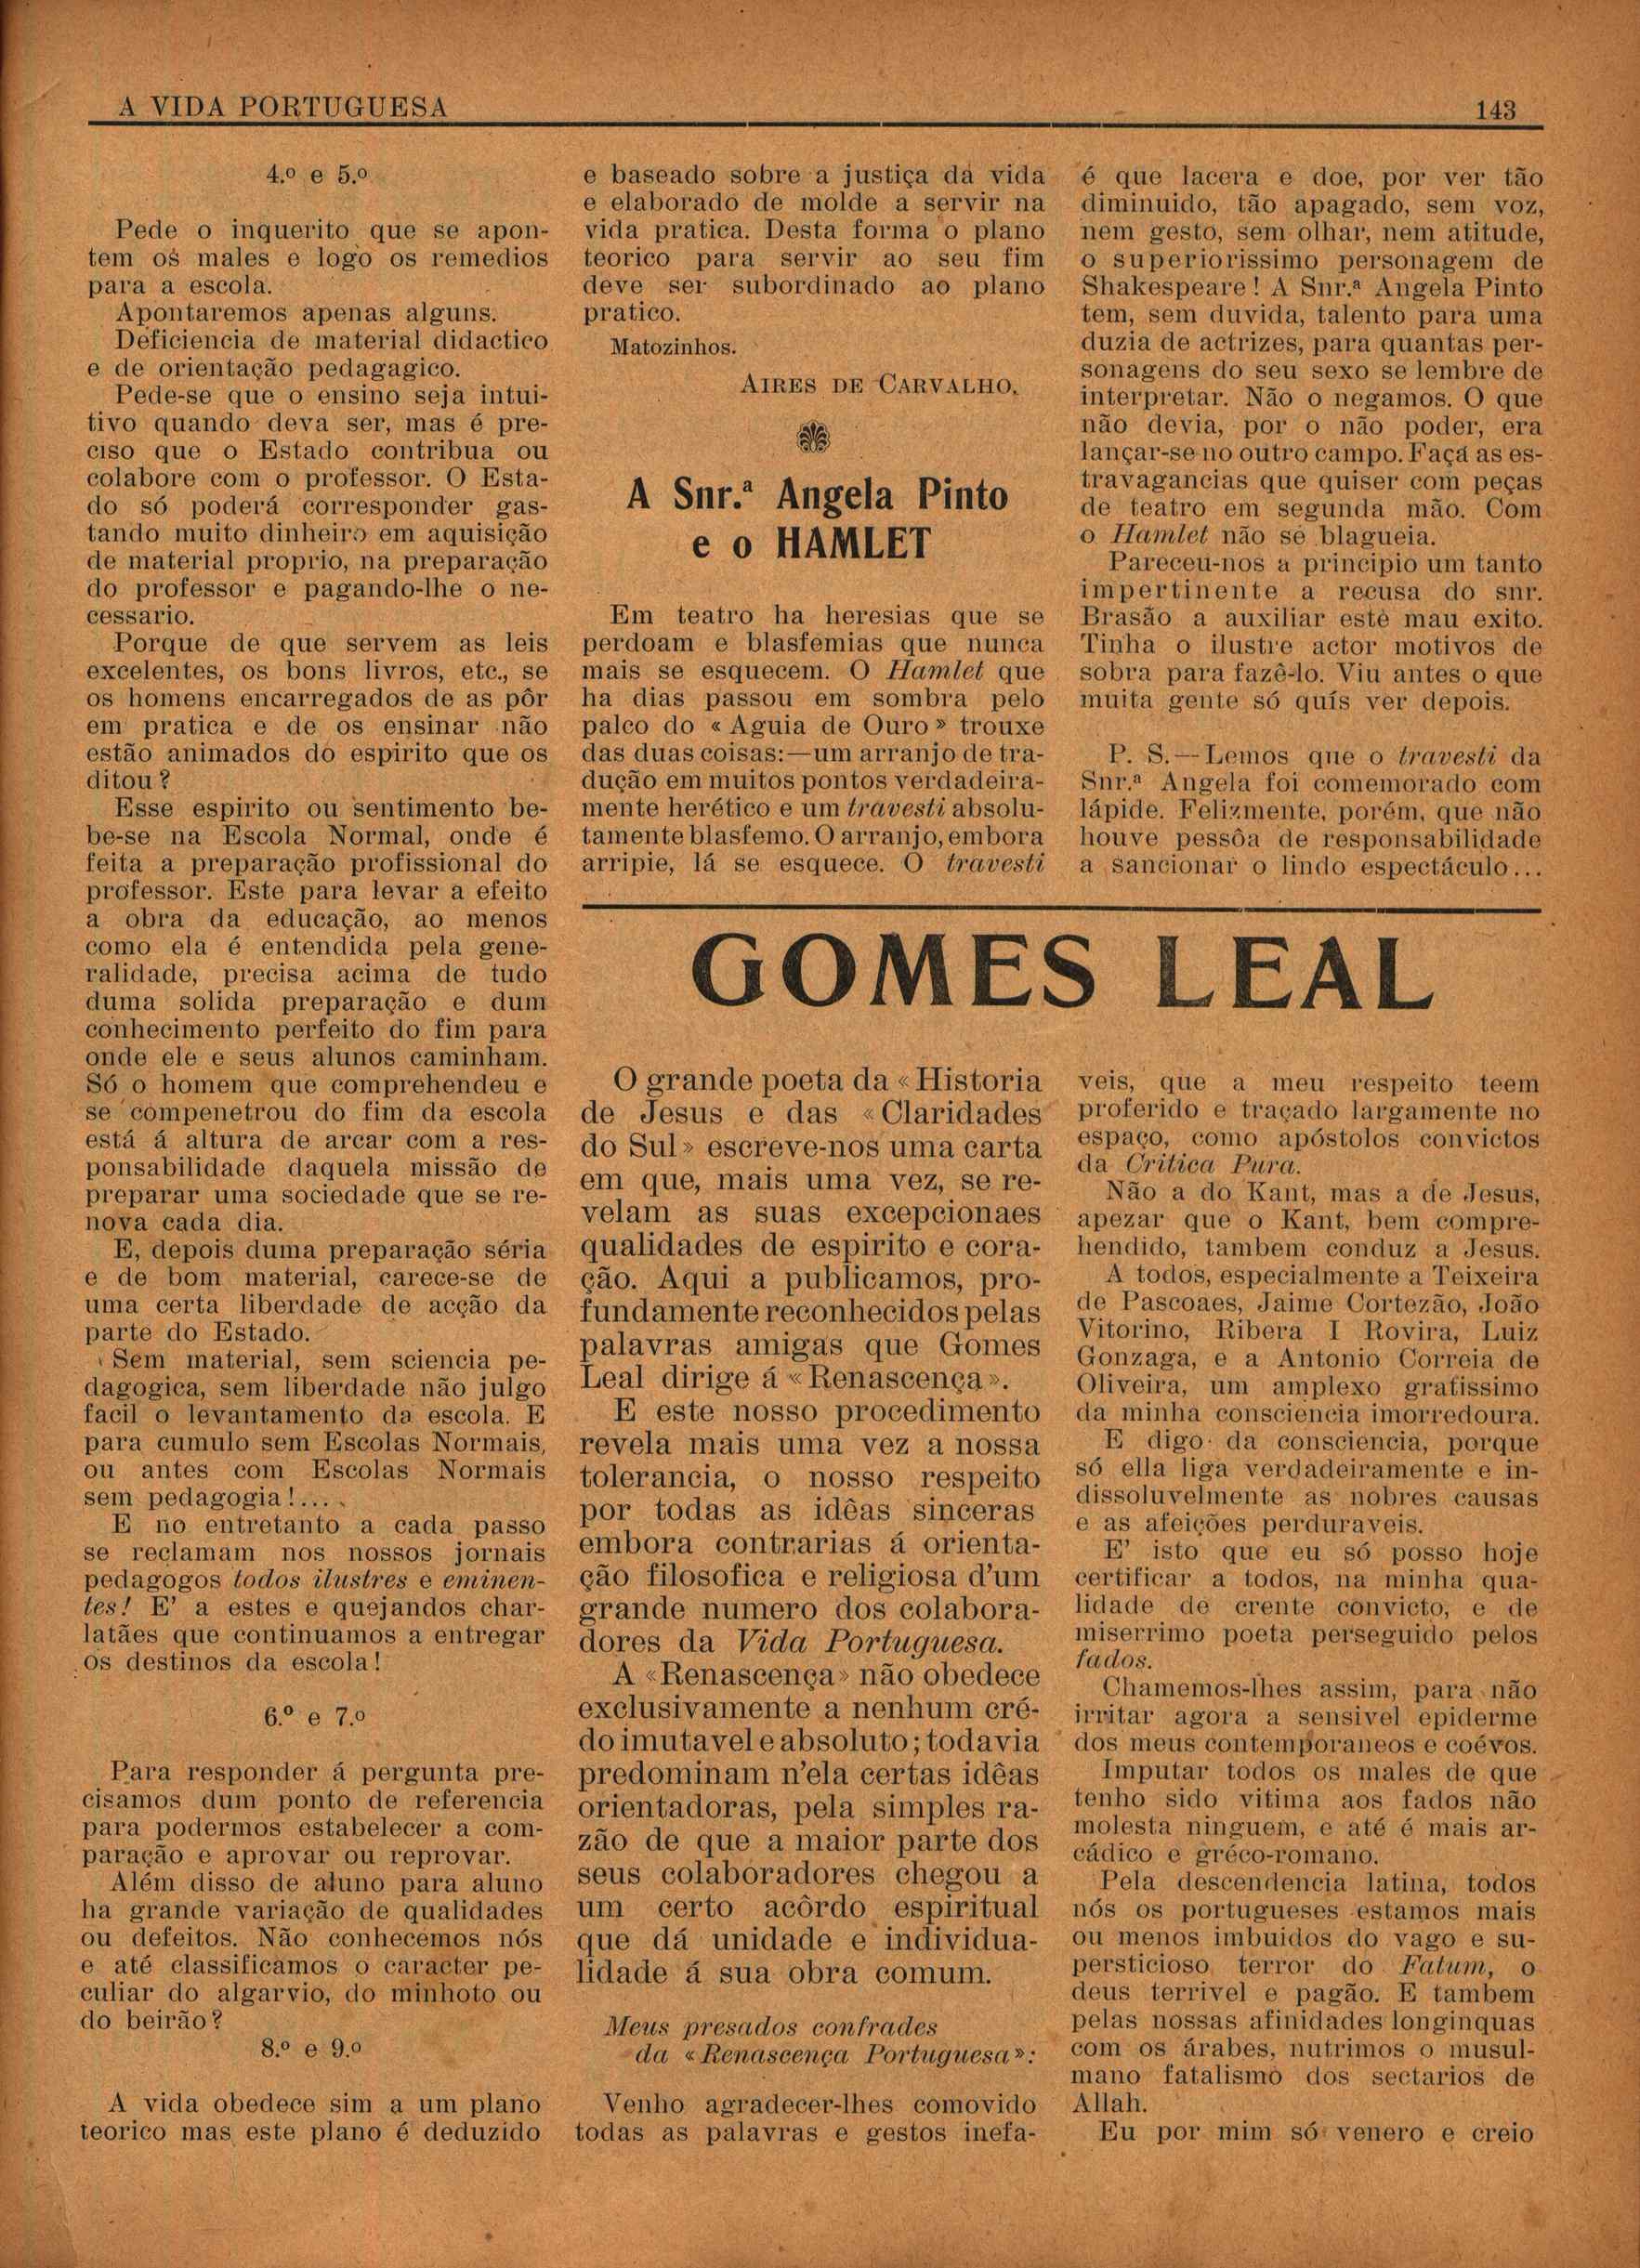 A VIDA PORTUGUESA
143
4.º e 5.º
Pede o inquerito que se apon-
tem os males e logo os remedios
para a escola.
Apontaremos apenas alguns.
Deficiencia de material didactico
e de orientação pedagagico.
Pede-se que o ensino seja intui-
tivo quando deva ser, mas é pre-
ciso que o Estado contribua ou
colabore com o professor. O Esta-
do só poderá corresponder gas-
tando muito dinheiro em aquisição
de material proprio, na preparação
do professor e pagando-lhe o ne-
cessario.
Porque de que servem as leis
excelentes, os bons livros, etc., se
os homens encarregados de as pôr
em pratica e de os ensinar não
estão animados do espirito que os
ditou?
Esse espirito ou sentimento be-
be-se na Escola Normal, onde é
feita a preparação profissional do
professor. Este para levar a efeito
a obra da educação, ao menos
como ela é entendida pela gene-
ralidade, precisa acima de tudo
duma solida preparação e dum
conhecimento perfeito do fim para
onde ele e seus alunos caminham.
Só o homem que comprehendeu e
se compenetrou do fim da escola
está á altura de arcar com a res-
ponsabilidade daquela missão de
preparar uma sociedade que se re-
nova cada dia.
E, depois duma preparação séria
e de bom material, carece-se de
uma certa liberdade de acção da
parte do Estado.
Sem material, sem sciencia pe-
dagogica, sem liberdade não julgo
facil o levantamento da escola. E
para cumulo sem Escolas Normais,
ou antes com Escolas Normais
sem pedagogia!...
E no entretanto a cada passo
se reclamam nos nossos jornais
pedagogos todos ilustres e eminen-
tes! E' a estes e quejandos char-
latães que continuamos a entregar
os destinos da escola!
6.º e 7.º
Para responder á pergunta pre-
cisamos dum ponto de referencia
para podermos estabelecer a com-
paração e aprovar ou reprovar.
Além disso de aluno para aluno
ha grande variação de qualidades
ou defeitos. Não conhecemos nós
e até classificamos o caracter pe-
culiar do algarvio, do minhoto ou
do beirão?
8.º e 9.º
A vida obedece sim a um plano
teorico mas este plano é deduzido
e baseado sobre a justiça da vida
e elaborado de molde a servir na
vida pratica. Desta forma o plano
teorico para servir ao seu fim
deve ser subordinado ao plano
pratico.
Matozinhos.
AIRES DE CARVALHO.
A Snr.ª Angela Pinto
e o HAMLET
Em teatro ha heresias que se
perdoam e blasfemias que nunca
mais se esquecem. O Hamlet que
ha dias passou em sombra pelo
palco do «Aguia de Ouro» trouxe
das duas coisas:—um arranjo de tra-
dução em muitos pontos verdadeira-
mente herético e um travesti absolu-
tamente blasfemo. O arranjo, embora
arripie, lá se esquece. O travesti
é que lacera e doe, por ver tão
diminuido, tão apagado, sem voz,
nem gesto, sem olhar, nem atitude,
o superiorissimo personagem de
Shakespeare! A Snr.ª Angela Pinto
tem, sem duvida, talento para uma
duzia de actrizes, para quantas per-
sonagens do seu sexo se lembre de
interpretar. Não o negamos. O que
não devia, por o não poder, era
lançar-se no outro campo. Faça as es-
travagancias que quiser com peças
de teatro em segunda mão. Com
o Hamlet não se blagueia.
Pareceu-nos a principio um tanto
impertinente a recusa do snr.
Brasão a auxiliar este mau exito.
Tinha o ilustre actor motivos de
sobra para fazê-lo. Viu antes o que
muita gente só quís ver depois.
P. S.—Lemos que o travesti da
Snr.ª Angela foi comemorado com
lápide. Felizmente, porém, que não
houve pessôa de responsabilidade
a sancionar o lindo espectáculo...
GOMES LEAL
O grande poeta da «Historia
de Jesus e das «Claridades
do Sul» escreve-nos uma carta
em que, mais uma vez, se re-
velam as suas excepcionaes
qualidades de espirito e cora-
ção. Aqui a publicamos, pro-
fundamente reconhecidos pelas
palavras amigas que Gomes
Leal dirige á «Renascença».
E este nosso procedimento
revela mais uma vez a nossa
tolerancia, o nosso respeito
por todas as idêas sinceras
embora contrarias á orienta-
ção filosofica e religiosa d'um
grande numero dos colabora-
dores da Vida Portuguesa.
A «Renascença» não obedece
exclusivamente a nenhum cré-
do imutavel e absoluto; todavia
predominam n'ela certas idêas
orientadoras, pela simples ra-
zão de que a maior parte dos
seus colaboradores chegou a
um certo acôrdo espiritual
que dá unidade e individua-
lidade á sua obra comum.
Meus presados confrades
da «Renascença Portuguesa»:
Venho agradecer-lhes comovido
todas as palavras e gestos inefa-
veis, que a meu respeito teem
proferido e traçado largamente no
espaço, como apóstolos convictos
da Critica Pura.
Não a do Kant, mas a de Jesus,
apezar que o Kant, bem compre-
hendido, tambem conduz a Jesus.
A todos, especialmente a Teixeira
de Pascoaes, Jaime Cortezão, João
Vitorino, Ribera I Rovira, Luiz
Gonzaga, e a Antonio Correia de
Oliveira, um amplexo gratissimo
da minha consciencia imorredoura.
E digo da consciencia, porque
só ella liga verdadeiramente e in-
dissoluvelmente as nobres causas
e as afeições perduraveis.
E' isto que eu só posso hoje
certificar a todos, na minha qua-
lidade de crente convicto, e de
miserrimo poeta perseguido pelos
fados.
Chamemos-lhes assim, para não
irritar agora a sensivel epiderme
dos meus contemporaneos e coévos.
Imputar todos os males de que
tenho sido vitima aos fados não
molesta ninguem, e até é mais ar-
cádico e gréco-romano.
Pela descendencia latina, todos
nós os portugueses estamos mais
ou menos imbuidos do vago e su-
persticioso terror do Fatum, o
deus terrivel e pagão. E tambem
pelas nossas afinidades longinquas
com os árabes, nutrimos o musul-
mano fatalismo dos sectarios de
Allah.
Eu por mim só venero e creio